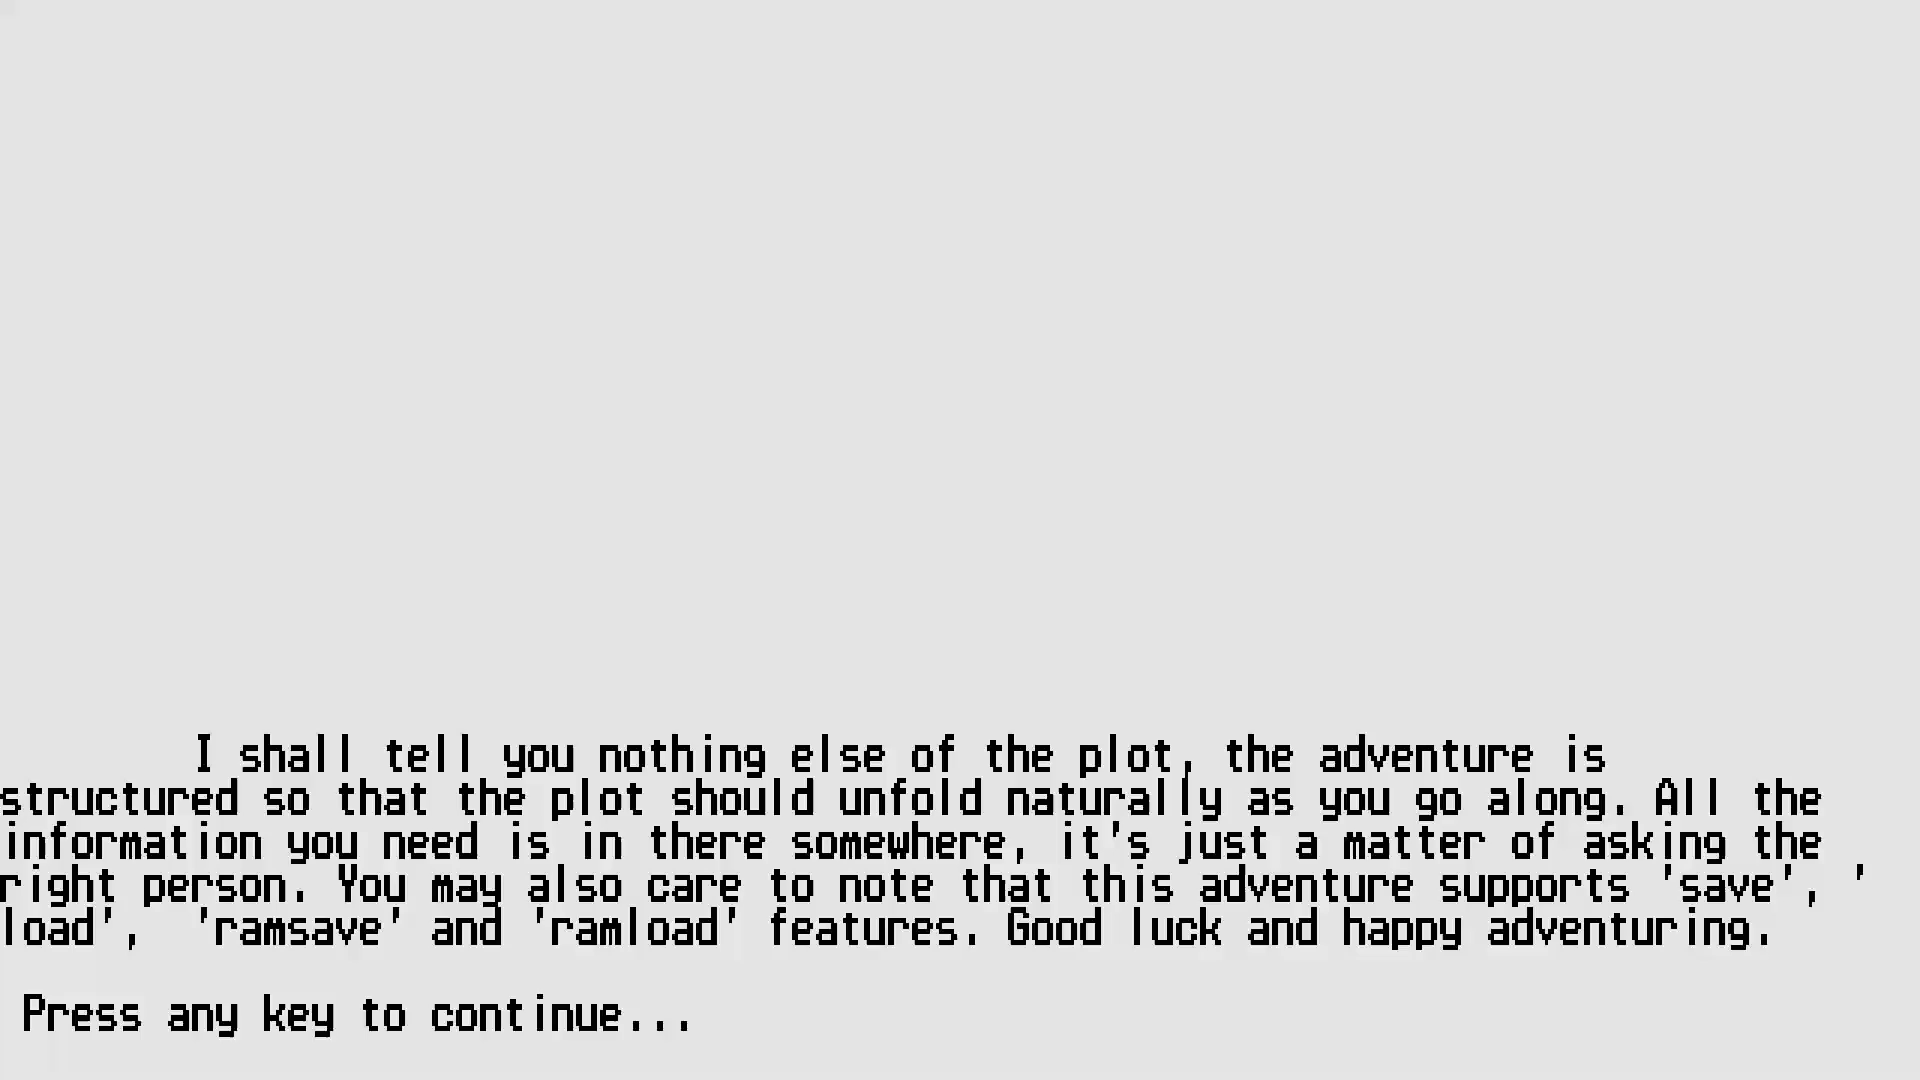 I shall tell you nothing else of the plot, the adventure is
structured so that the plot should unfold naturally as you go along. All the
information you need is in there somewhere, it's just a matter of asking the
right person. You may also care to note that this adventure supports 'save', '
load',  'ramsave' and 'ramload' features. Good luck and happy adventuring.
Press any key to continue...